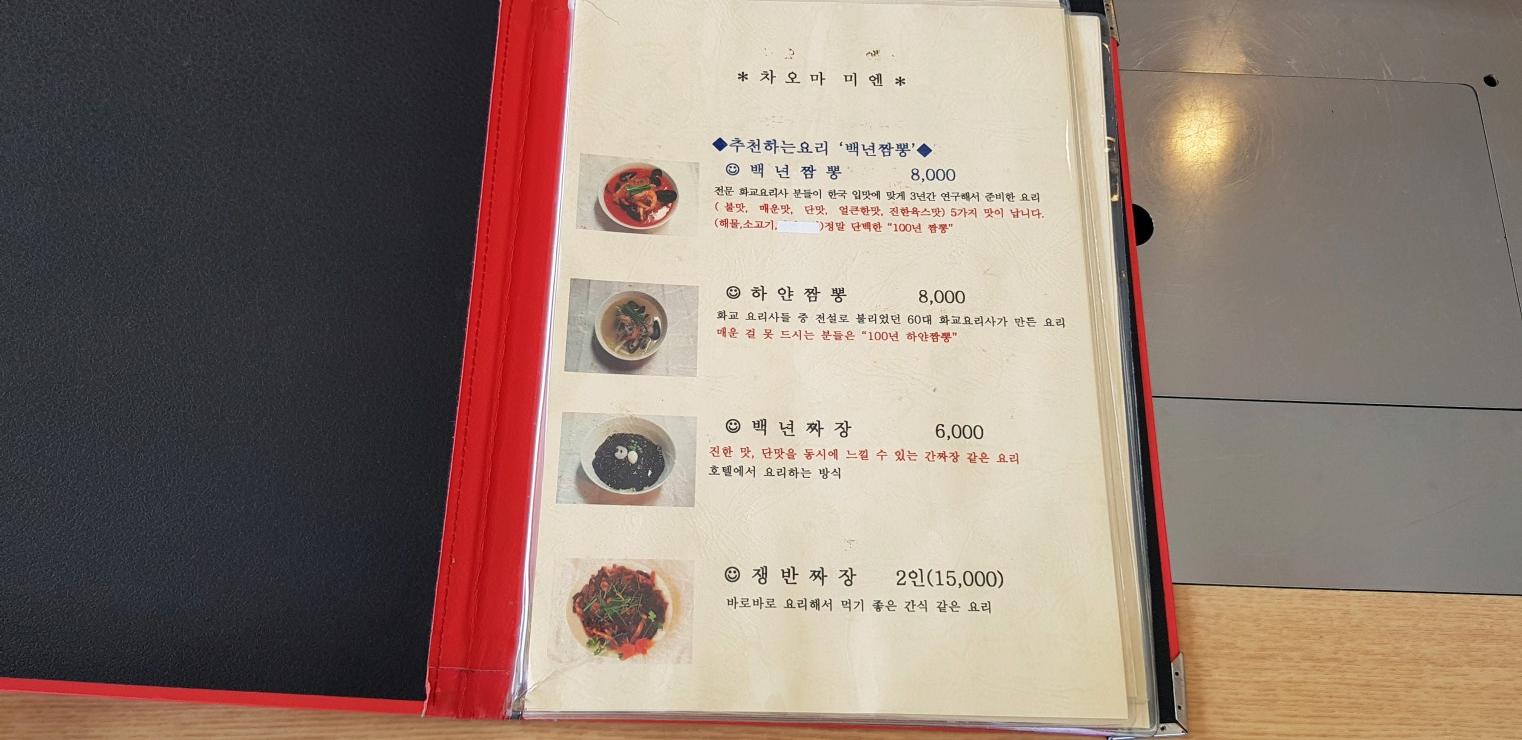 * 차 오 마 미 엔 *
◆추천하는요리 '백년짬뽕'◆
☺ 백 년 짬 뽕 8,000
전문 화교요리사 분들이 한국 입맛에 맞게 3년간 연구해서 준비한 요리
( 불맛, 매운맛, 단맛, 얼큰한맛, 진한육스맛) 5가지 맛이 납니다.
(해물,소고기, )정말 단백한 "100년 짬뽕"
☺ 하 얀 짬 뽕 8,000
화교 요리사들 중 전설로 불리었던 60대 화교요리사가 만든 요리
매운 걸 못 드시는 분들은 "100년 하얀짬뽕"
☺ 백 년 짜 장 6,000
진한 맛, 단맛을 동시에 느낄 수 있는 간짜장 같은 요리
호텔에서 요리하는 방식
☺ 쟁 반 짜 장 2인(15,000)
바로바로 요리해서 먹기 좋은 간식 같은 요리